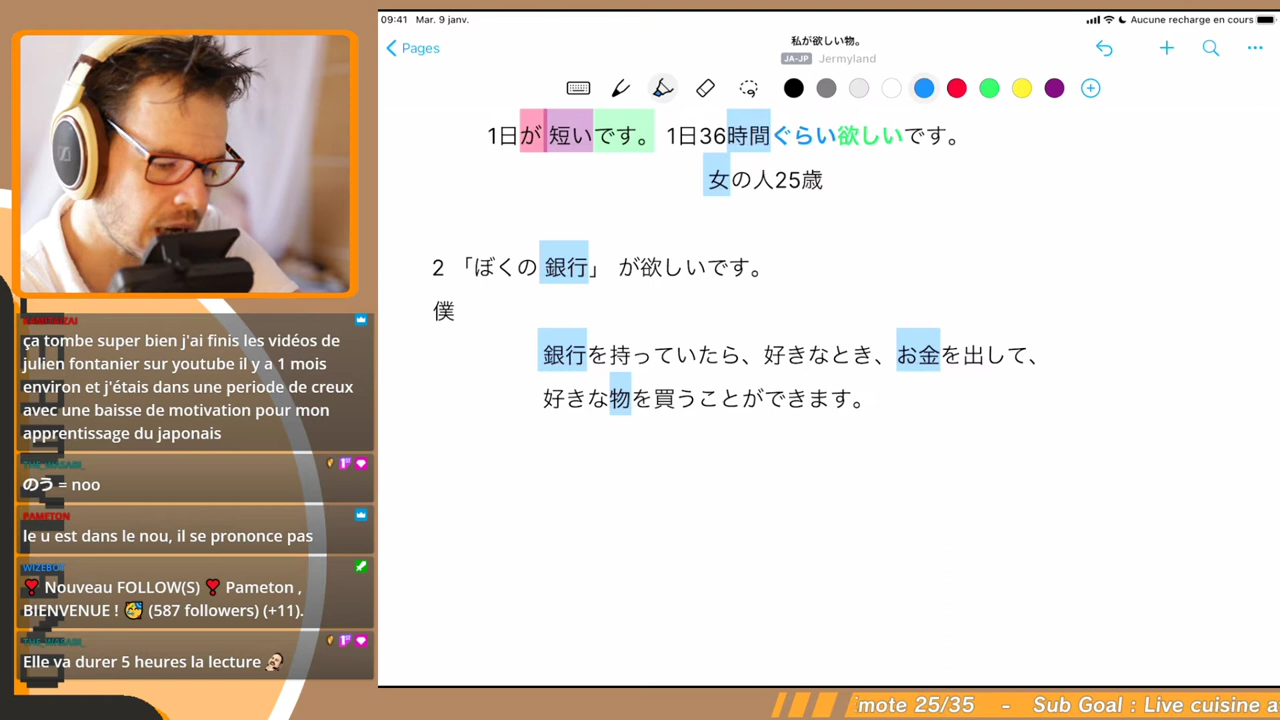 09:41 Mar. 9 janv.
Aucune recharge en cours
Pages
私が欲しい物。
JA-JP Jermyland
1日が短いです。 1日36時間ぐらい欲しいです。
女の人25歳
2 「ぼくの銀行」 が欲しいです。
僕
銀行を持っていたら、好きなとき、お金を出して、
好きな物を買うことができます。
ça tombe super bien j'ai finis les vidéos de
julien fontanier sur youtube il y a 1 mois
environ et j'étais dans une periode de creux
avec une baisse de motivation pour mon
apprentissage du japonais
THE_WASABI_
のう = noo
PAMETON
le u est dans le nou, il se prononce pas
WIZEBOT
Nouveau FOLLOW(S) Pameton ,
BIENVENUE ! (587 followers) (+11).
THE_WASABI_
Elle va durer 5 heures la lecture
mote 25/35 - Sub Goal : Live cuisine a